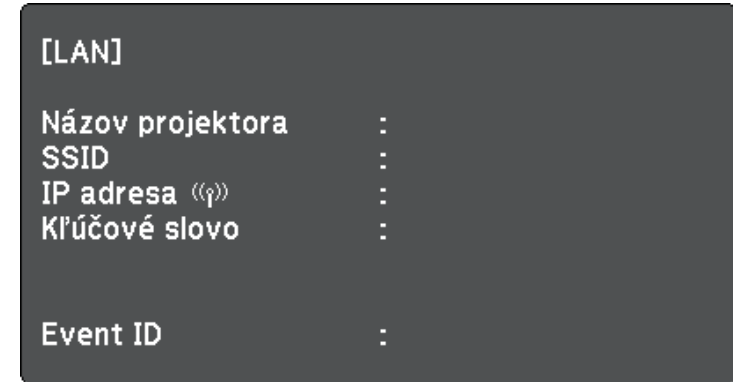 [LAN]
Názov projektora :
SSID :
IP adresa :
Kľúčové slovo :
Event ID :